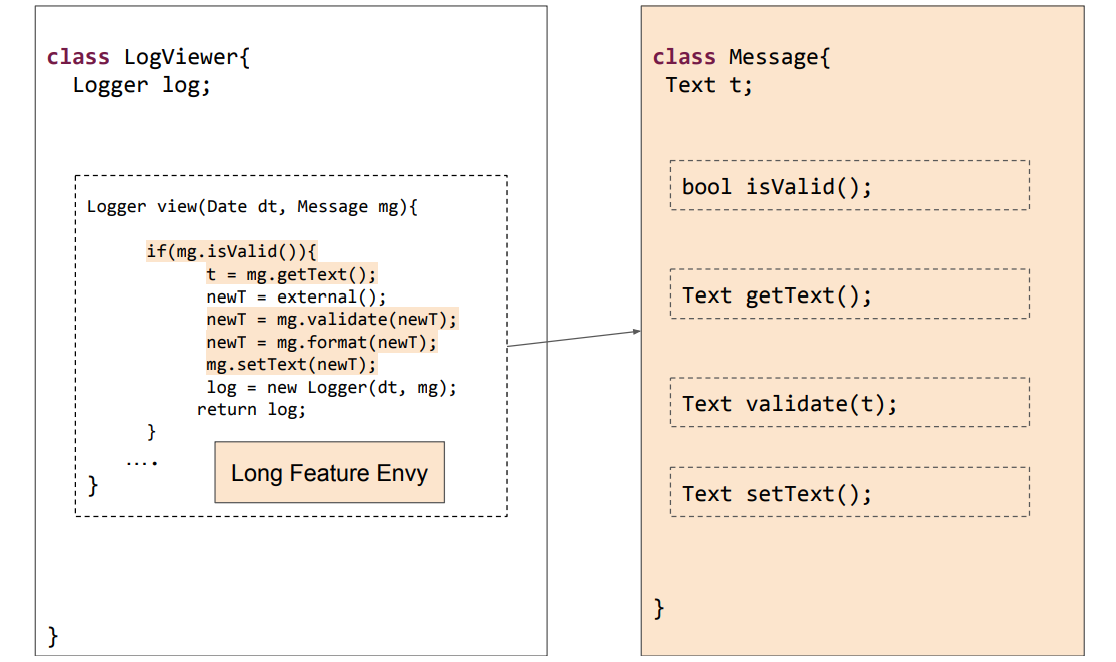 class LogViewer{
Logger log;
Logger view(Date dt, Message mg){
if(mg.isValid()){
t = mg.getText();
newT = external();
newT = mg.validate(newT);
newT = mg.format(newT);
mg.setText(newT);
log = new Logger(dt, mg);
return log;
}
....
}
Long Feature Envy
}
class Message{
Text t;
bool isValid();
Text getText();
Text validate(t);
Text setText();
}